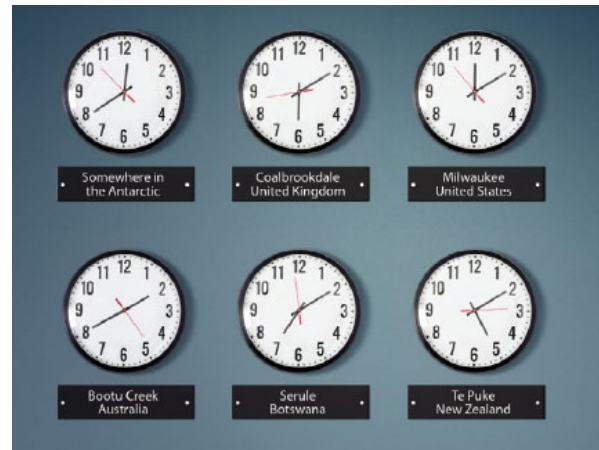 Somewhere in
the Antarctic
Coalbrookdale
United Kingdom
Milwaukee
United States
Bootu Creek
Australia
Serule
Botswana
Te Puke
New Zealand